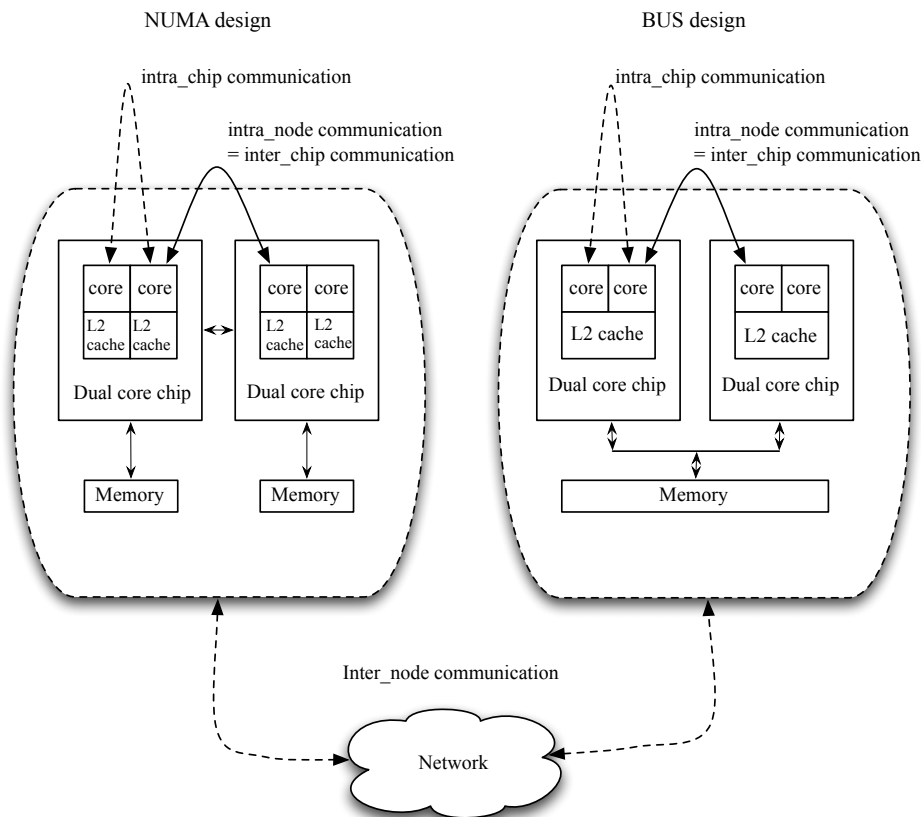 NUMA design
BUS design
intra_chip communication
intra_chip communication
intra_node communication
= inter_chip communication
intra_node communication
= inter_chip communication
core
core
L2
cache
L2
cache
Dual core chip
core
core
L2
cache
L2
cache
Dual core chip
Memory
Memory
core
core
L2 cache
Dual core chip
core
core
L2 cache
Dual core chip
Memory
Inter_node communication
Network